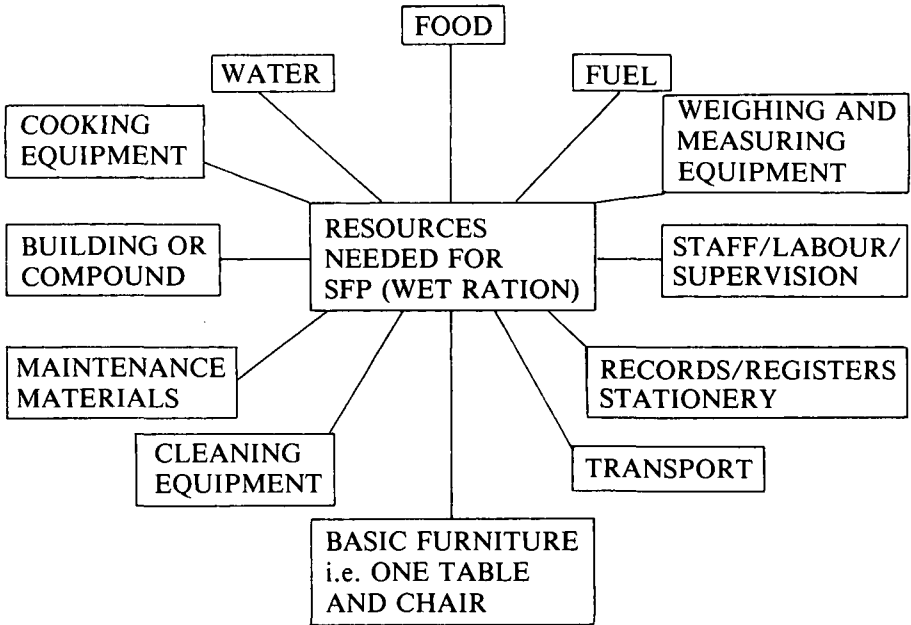 FOOD
WATER
FUEL
COOKING
EQUIPMENT
WEIGHING AND
MEASURING
EQUIPMENT
RESOURCES
NEEDED FOR
SFP (WET RATION)
BUILDING OR
COMPOUND
STAFF/LABOUR/
SUPERVISION
MAINTENANCE
MATERIALS
RECORDS/REGISTERS
STATIONERY
CLEANING
EQUIPMENT
TRANSPORT
BASIC FURNITURE
i.e. ONE TABLE
AND CHAIR